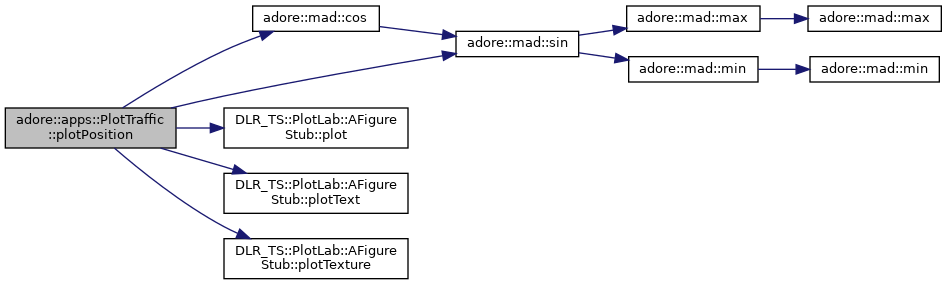 adore::apps::PlotTraffic
::plotPosition
adore::mad::cos
adore::mad::sin
adore::mad::max
adore::mad::max
adore::mad::min
adore::mad::min
DLR_TS::PlotLab::AFigure
Stub::plot
DLR_TS::PlotLab::AFigure
Stub::plotText
DLR_TS::PlotLab::AFigure
Stub::plotTexture